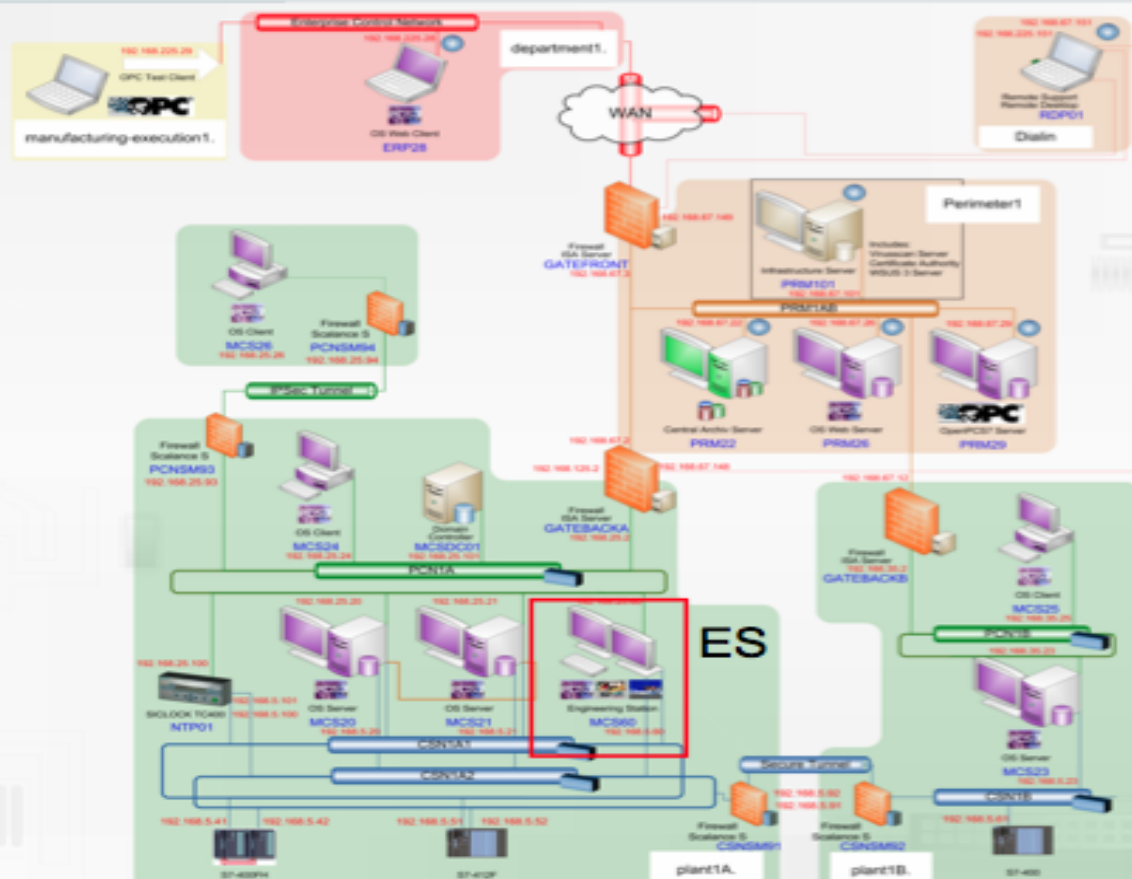 Enterprise Control Network
192.168.225.28
department1.
192.168.225.29
OPC Test Client
OPC
manufacturing-execution1.
OS Web Client
ERP28
WAN
192.168.67.151
192.168.225.151
Remote Support
Remote Desktop
RDP01
Dialin
192.168.67.149
Firewall
ISA Server
GATEFRONT
Perimeter1
Infrastructure Server
PRM101
192.168.67.101
Includes:
Virusscan Server
Certificate Authority
WSUS 3 Server
PRM1AB
192.168.67.22
192.168.67.26
192.168.67.29
Central Archiv Server
PRM22
OS Web Server
PRM26
OPC
OpenPCS7 Server
PRM29
OS Client
MCS26
192.168.25.26
Firewall
Scalance S
PCNSM94
192.168.25.94
IPSec Tunnel
Firewall
Scalance S
PCNSM93
192.168.25.93
OS Client
MCS24
192.168.25.24
Domain
Controller
MCSDC01
192.168.25.101
192.168.67.2
192.168.120.2
192.168.67.148
Firewall
ISA Server
GATEBACKA
192.168.25.2
192.168.67.12
Firewall
ISA Server
192.168.35.2
GATEBACKB
OS Client
MCS25
192.168.35.25
PCN1A
PCN1B
192.168.25.20
192.168.25.21
192.168.35.23
ES
192.168.25.100
SICLOCK TC400
NTP01
192.168.5.101
192.168.5.100
OS Server
MCS20
192.168.5.20
OS Server
MCS21
192.168.5.21
Engineering Station
MCS60
192.168.5.60
OS Server
MCS23
192.168.5.23
CSN1A1
CSN1A2
Secure Tunnel
CSN1B
192.168.5.92
192.168.5.91
Firewall
Scalance S
CSNSM91
Firewall
Scalance S
CSNSM92
192.168.5.41
192.168.5.42
192.168.5.51
192.168.5.52
192.168.5.61
S7-400FH
S7-412F
S7-400
plant1A.
plant1B.